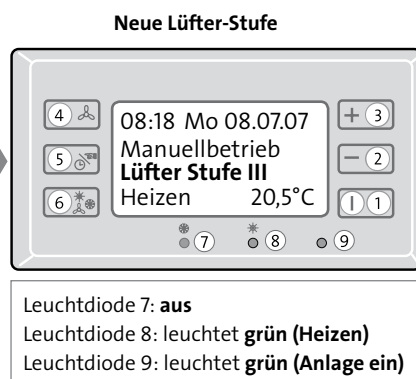 Neue Lüfter-Stufe
4
08:18 Mo 08.07.07
+ 3
5
Manuellbetrieb
Lüfter Stufe III
− 2
6
Heizen 20,5°C
I 1
7
8
9
Leuchtdiode 7: aus
Leuchtdiode 8: leuchtet grün (Heizen)
Leuchtdiode 9: leuchtet grün (Anlage ein)